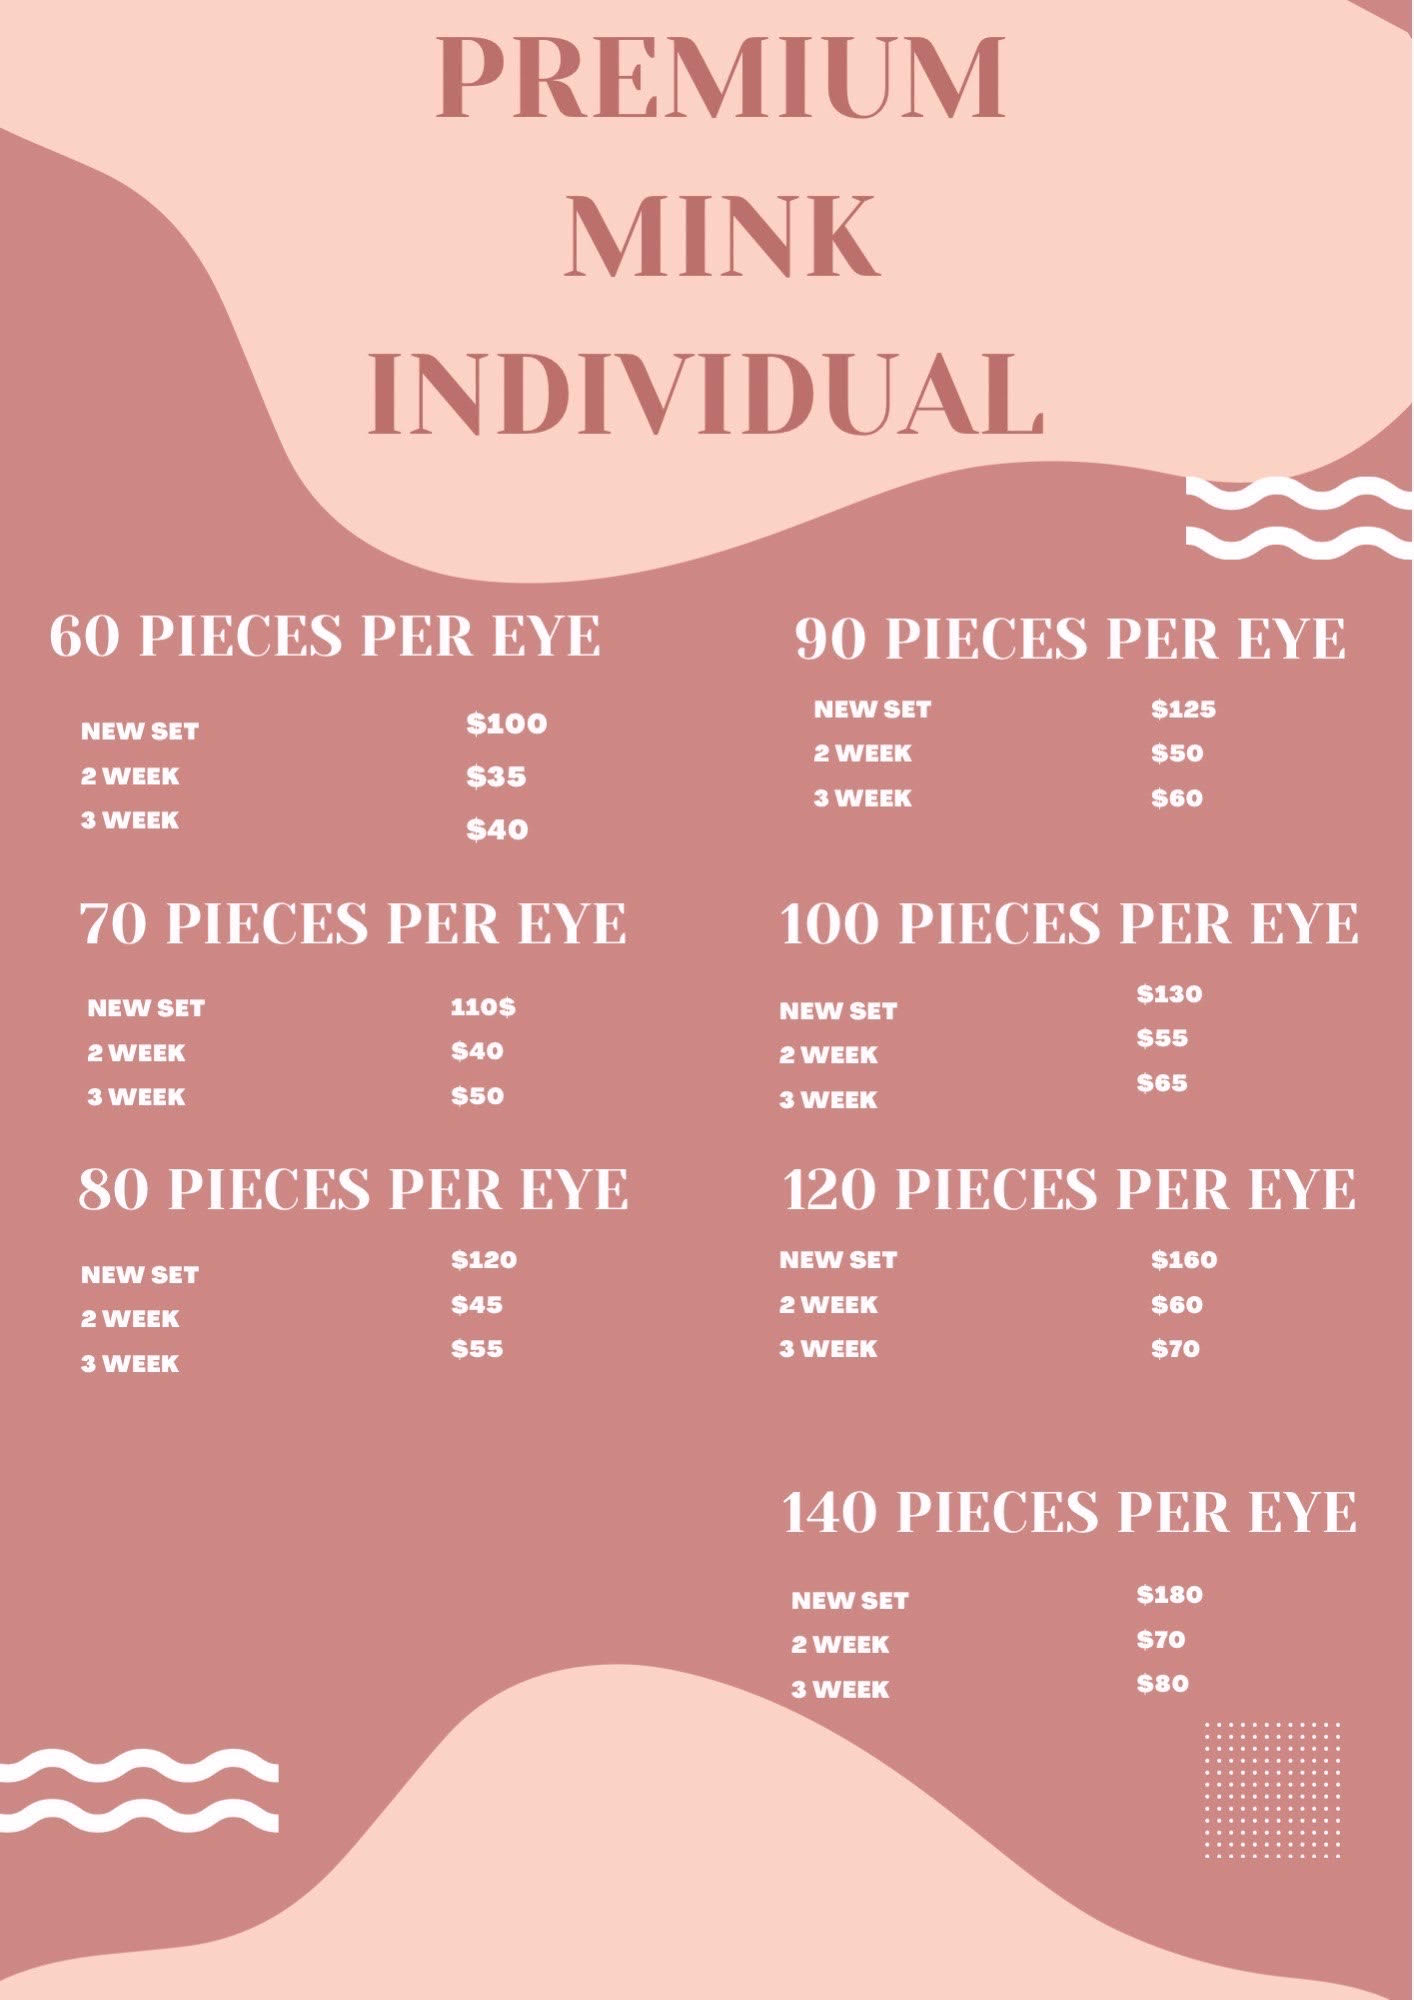 PREMIUM
MINK
INDIVIDUAL
60 PIECES PER EYE
NEW SET $100
2 WEEK $35
3 WEEK $40
70 PIECES PER EYE
NEW SET 110$
2 WEEK $40
3 WEEK $50
80 PIECES PER EYE
NEW SET $120
2 WEEK $45
3 WEEK $55
90 PIECES PER EYE
NEW SET $125
2 WEEK $50
3 WEEK $60
100 PIECES PER EYE
NEW SET $130
2 WEEK $55
3 WEEK $65
120 PIECES PER EYE
NEW SET $160
2 WEEK $60
3 WEEK $70
140 PIECES PER EYE
NEW SET $180
2 WEEK $70
3 WEEK $80